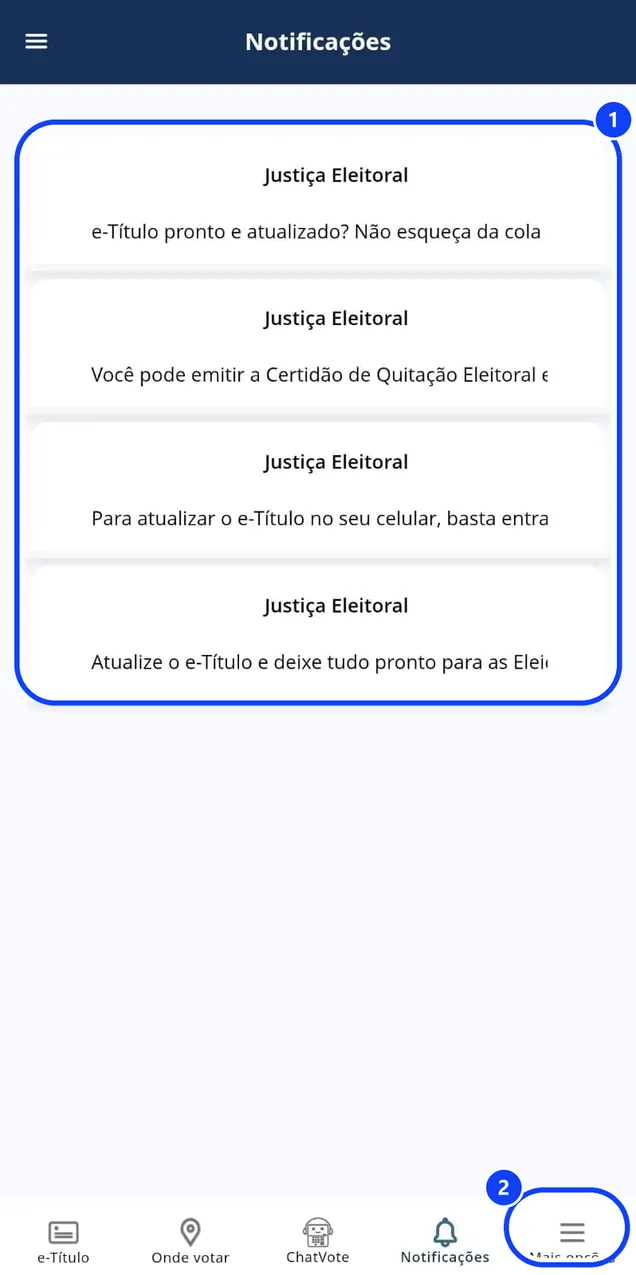 Notificações
1
Justiça Eleitoral
e-Título pronto e atualizado? Não esqueça da cola
Justiça Eleitoral
Você pode emitir a Certidão de Quitação Eleitoral e
Justiça Eleitoral
Para atualizar o e-Título no seu celular, basta entra
Justiça Eleitoral
Atualize o e-Título e deixe tudo pronto para as
2
e-Título
Onde votar
ChatVote
Notificações
Mais